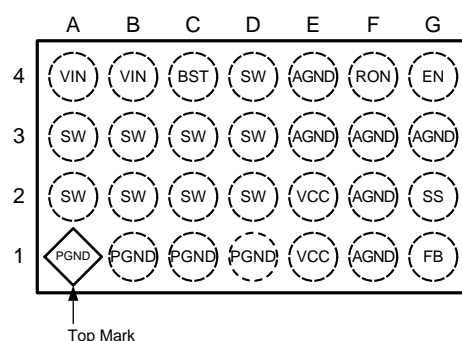 A B C D E F G
4 VIN VIN BST SW AGND RON EN
3 SW SW SW SW AGND AGND AGND
2 SW SW SW SW VCC AGND SS
1 PGND PGND PGND PGND VCC AGND FB
Top Mark